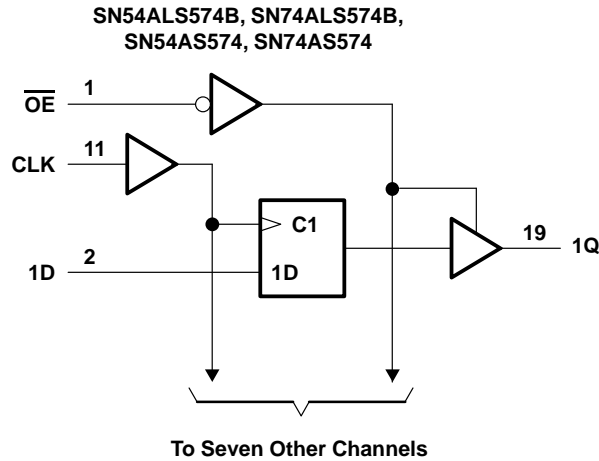 SN54ALS574B, SN74ALS574B,
SN54AS574, SN74AS574
OE 1
CLK 11
C1
1D 2
1D
19 1Q
To Seven Other Channels